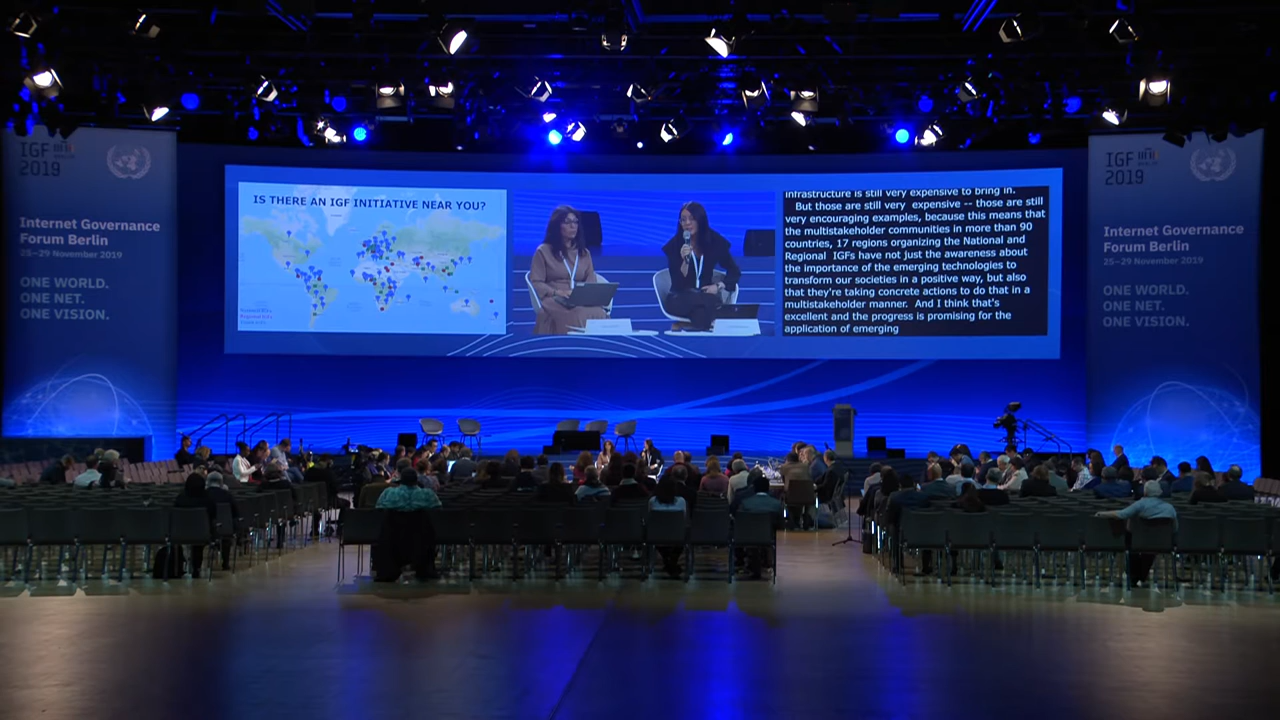 IGF
2019
Internet Governance
Forum Berlin
25–29 November 2019
ONE WORLD.
ONE NET.
ONE VISION.
IS THERE AN IGF INITIATIVE NEAR YOU?
infrastructure is still very expensive to bring in.
But those are still very expensive -- those are still
very encouraging examples, because this means that
the multistakeholder communities in more than 90
countries, 17 regions organizing the National and
Regional IGFs have not just the awareness about
the importance of the emerging technologies to
transform our societies in a positive way, but also
that they're taking concrete actions to do that in a
multistakeholder manner. And I think that's
excellent and the progress is promising for the
application of emerging
IGF
2019
Internet Governance
Forum Berlin
25–29 November 2019
ONE WORLD.
ONE NET.
ONE VISION.